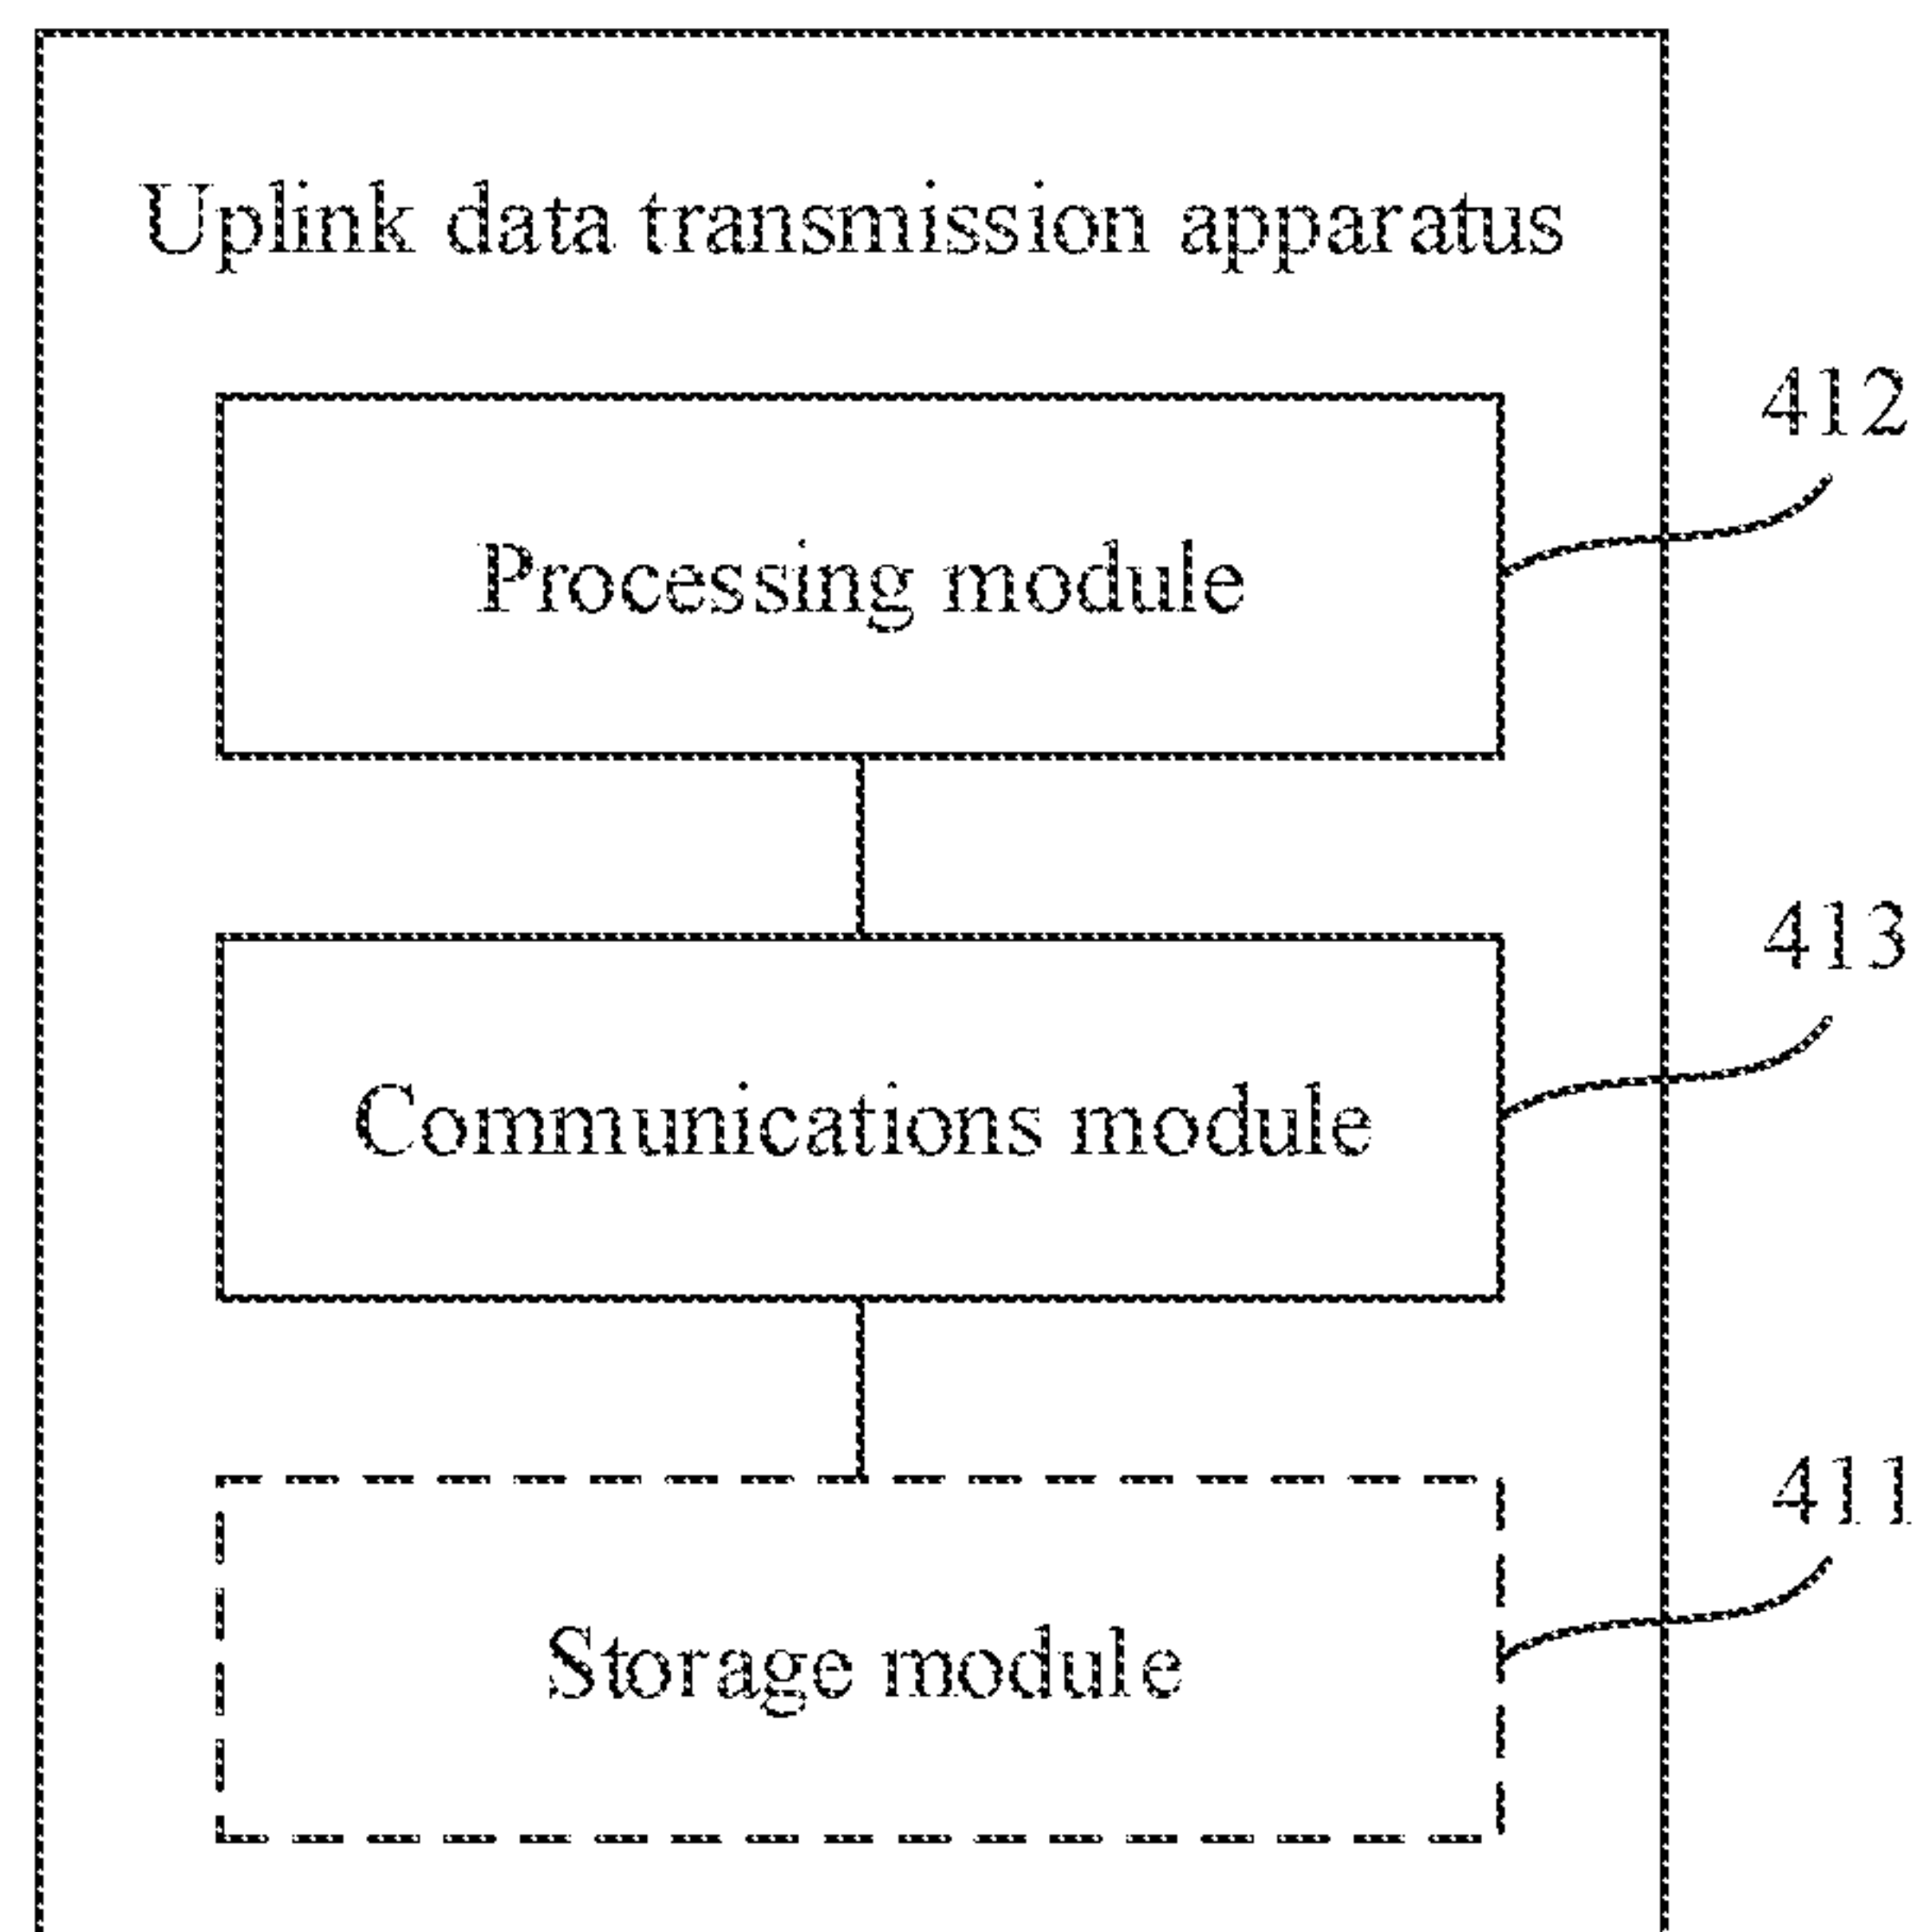 Uplink data transmission apparatus
412
Processing module
413
Communications module
411
Storage module